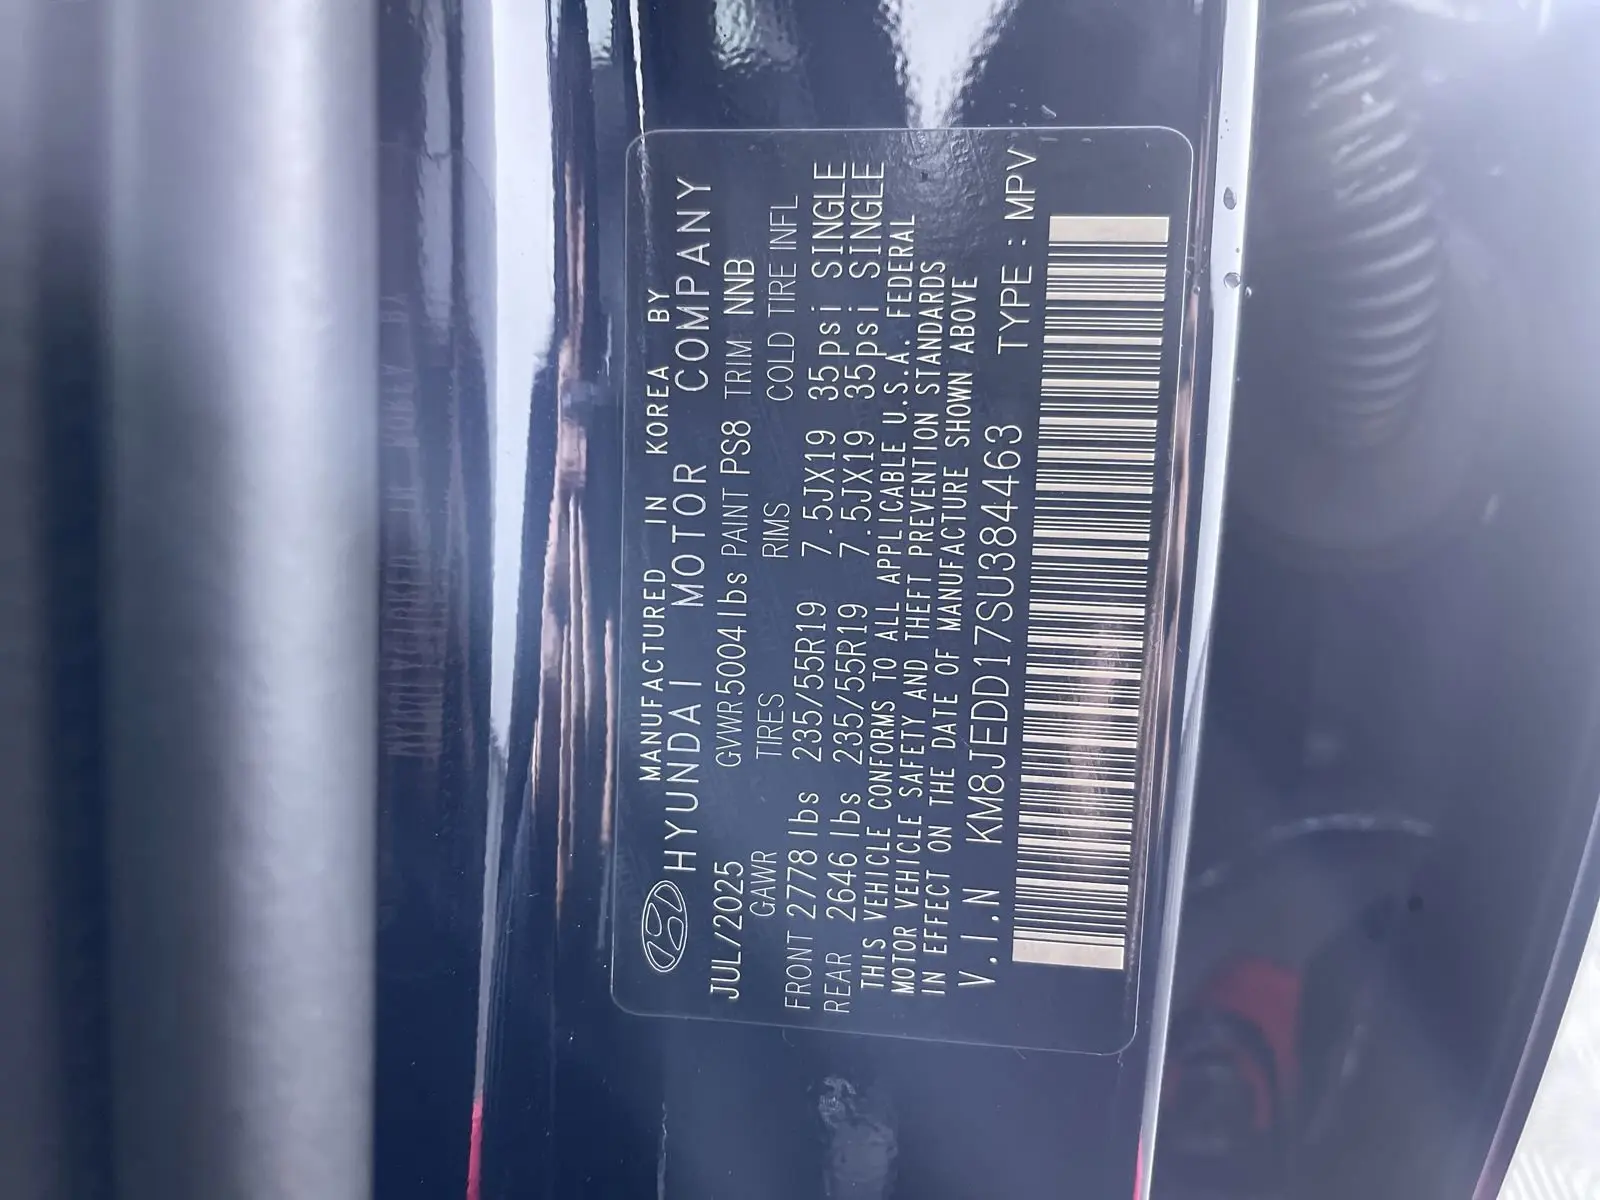 MANUFACTURED IN KOREA BY
HYUNDAI MOTOR COMPANY
JUL/2025 GVWR 5004lbs PAINT PS8 TRIM NNB
GAWR TIRES RIMS COLD TIRE INFL
FRONT 2778 lbs 235/55R19 7.5JX19 35psi SINGLE
REAR 2646 lbs 235/55R19 7.5JX19 35psi SINGLE
THIS VEHICLE CONFORMS TO ALL APPLICABLE U.S.A. FEDERAL
MOTOR VEHICLE SAFETY AND THEFT PREVENTION STANDARDS
IN EFFECT ON THE DATE OF MANUFACTURE SHOWN ABOVE
V.I.N KM8JEDD17SU384463 TYPE : MPV